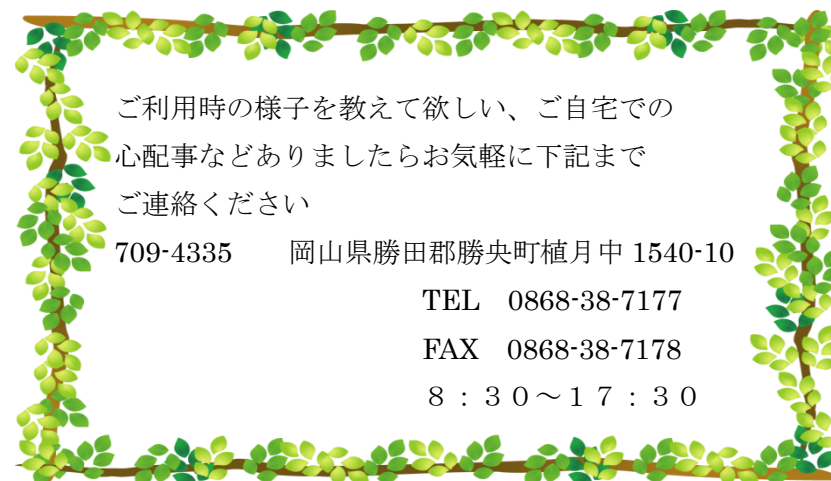 ご利用時の様子を教えて欲しい、ご自宅での
心配事などありましたらお気軽に下記まで
ご連絡ください
709-4335　　岡山県勝田郡勝央町植月中 1540-10
TEL　0868-38-7177
FAX　0868-38-7178
８：３０～１７：３０